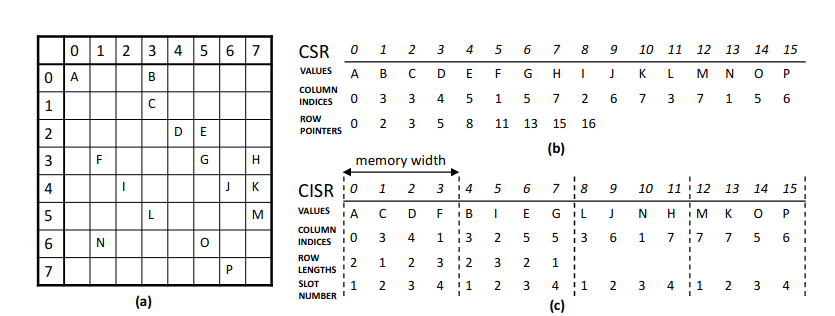 0 1 2 3 4 5 6 7
0 A B
1 C
2 D E
3 F G H
4 I J K
5 L M
6 N O
7 P
(a)
CSR 0 1 2 3 4 5 6 7 8 9 10 11 12 13 14 15
VALUES A B C D E F G H I J K L M N O P
COLUMN
INDICES 0 3 3 4 5 1 5 7 2 6 7 3 7 1 5 6
ROW
POINTERS 0 2 3 5 8 11 13 15 16
(b)
memory width
CISR 0 1 2 3 4 5 6 7 8 9 10 11 12 13 14 15
VALUES A C D F B I E G L J N H M K O P
COLUMN
INDICES 0 3 4 1 3 2 5 5 3 6 1 7 7 7 5 6
ROW
LENGTHS 2 1 2 3 2 3 2 1
SLOT
NUMBER 1 2 3 4 1 2 3 4 1 2 3 4 1 2 3 4
(c)